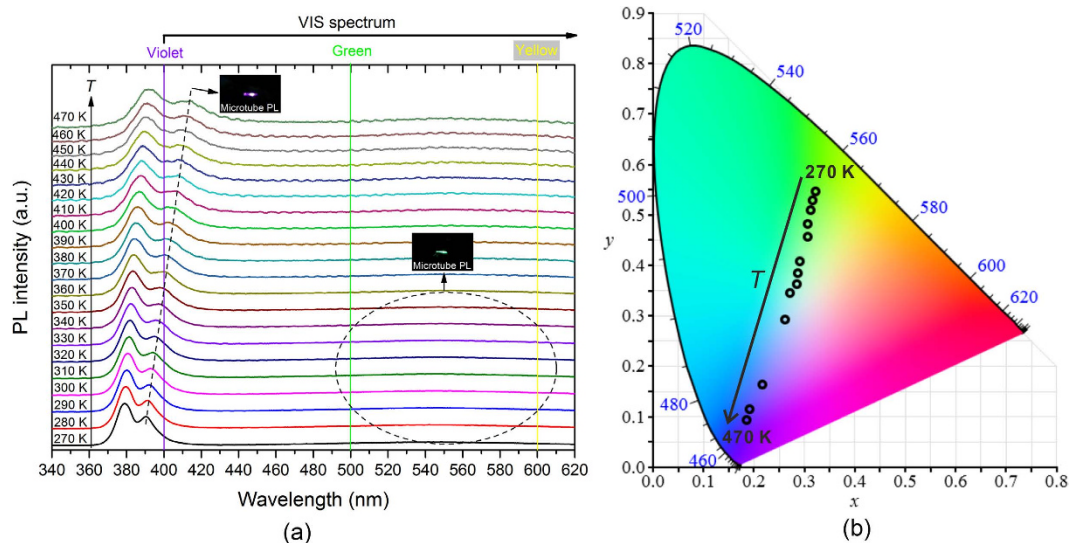 VIS spectrum
Violet
Green
Yellow
T
Microtube PL
470 K
460 K
450 K
440 K
430 K
420 K
410 K
400 K
390 K
380 K
370 K
360 K
350 K
340 K
330 K
320 K
310 K
300 K
290 K
280 K
270 K
Microtube PL
PL intensity (a.u.)
340 360 380 400 420 440 460 480 500 520 540 560 580 600 620
Wavelength (nm)
(a)
b)
0.9
0.8
0.7
0.6
0.5
y
0.4
0.3
0.2
0.1
0.0
520
540
560
500
580
600
620
480
460
270 K
T
470 K
0.0 0.1 0.2 0.3 0.4 0.5 0.6 0.7 0.8
x
(b)